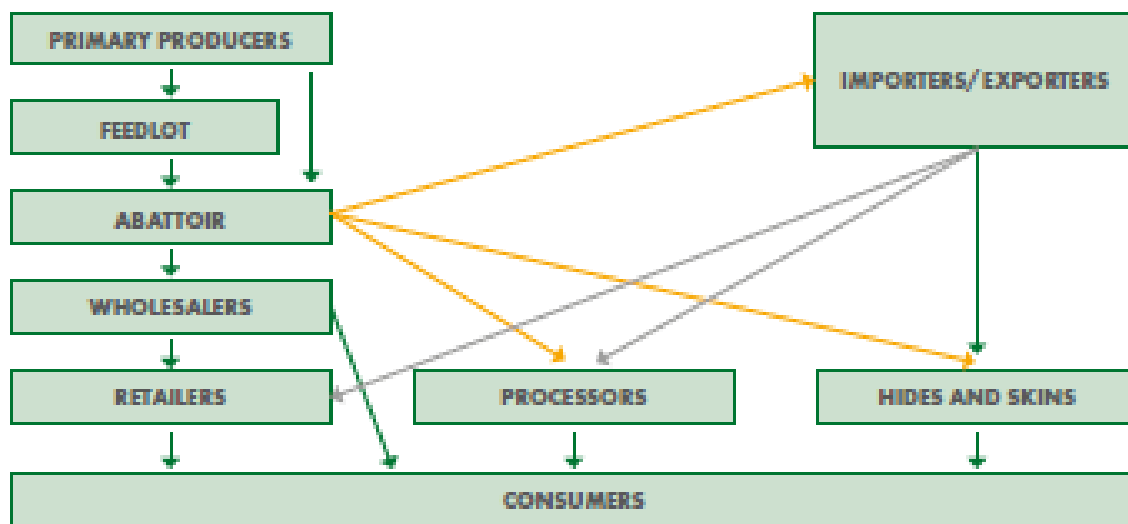 PRIMARY PRODUCERS
IMPORTERS/EXPORTERS
FEEDLOT
ABATTOIR
WHOLESALERS
RETAILERS
PROCESSORS
HIDES AND SKINS
CONSUMERS